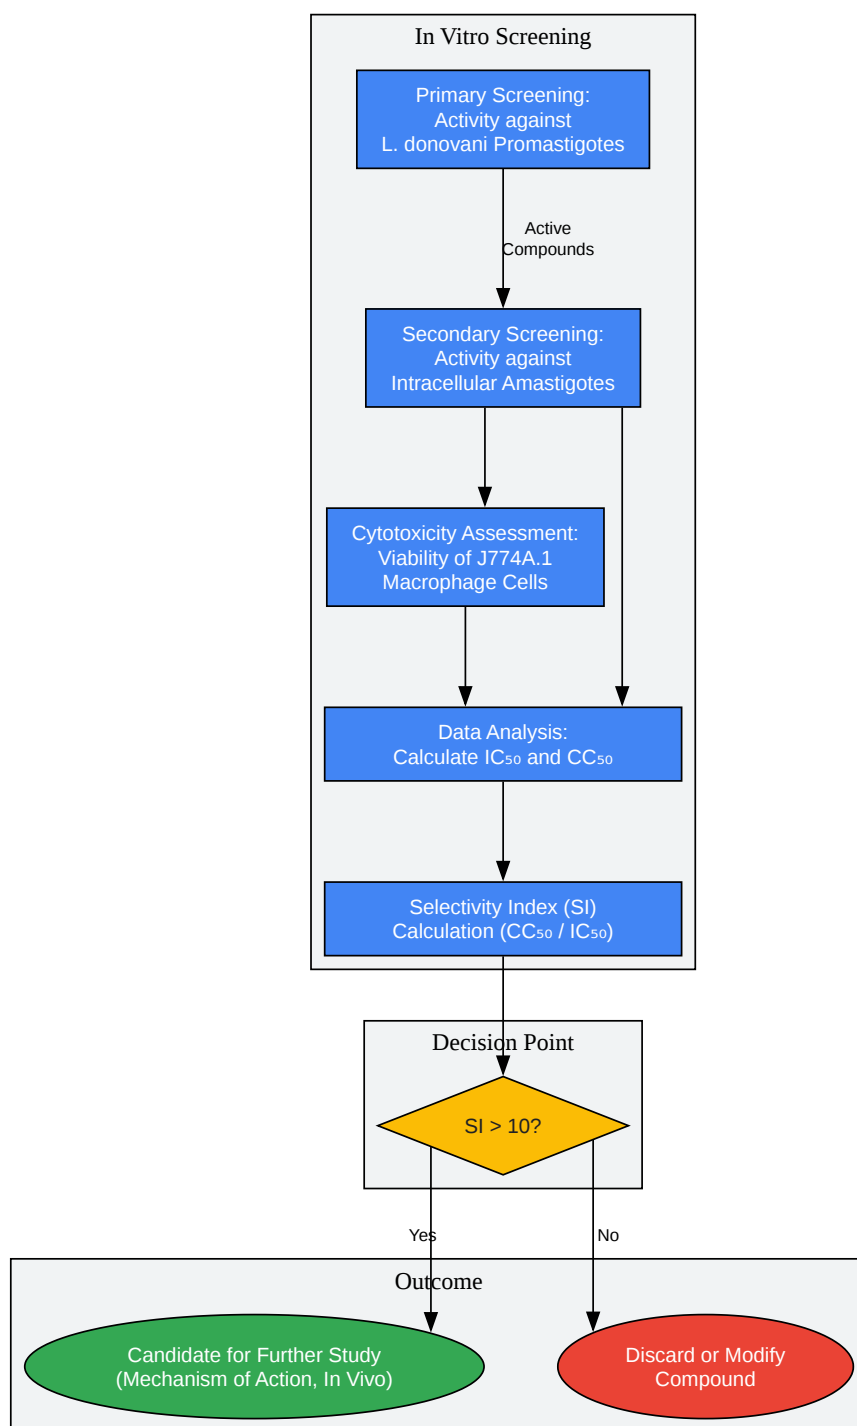 In Vitro Screening
Primary Screening:
Activity against
L. donovani Promastigotes
Active
Compounds
Secondary Screening:
Activity against
Intracellular Amastigotes
Cytotoxicity Assessment:
Viability of J774A.1
Macrophage Cells
Data Analysis:
Calculate IC₅₀ and CC₅₀
Selectivity Index (SI)
Calculation (CC₅₀ / IC₅₀)
Decision Point
SI > 10?
Yes
No
Outcome
Candidate for Further Study
(Mechanism of Action, In Vivo)
Discard or Modify
Compound